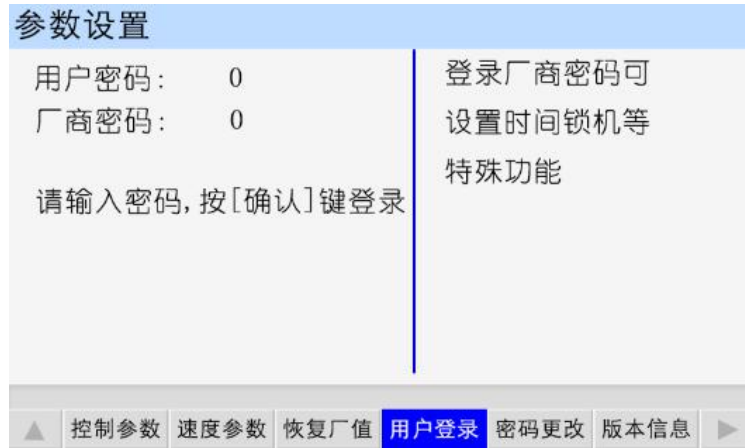 参数设置
用户密码: 0
厂商密码: 0
请输入密码,按[确认]键登录
登录厂商密码可
设置时间锁机等
特殊功能
控制参数 速度参数 恢复厂值 用户登录 密码更改 版本信息